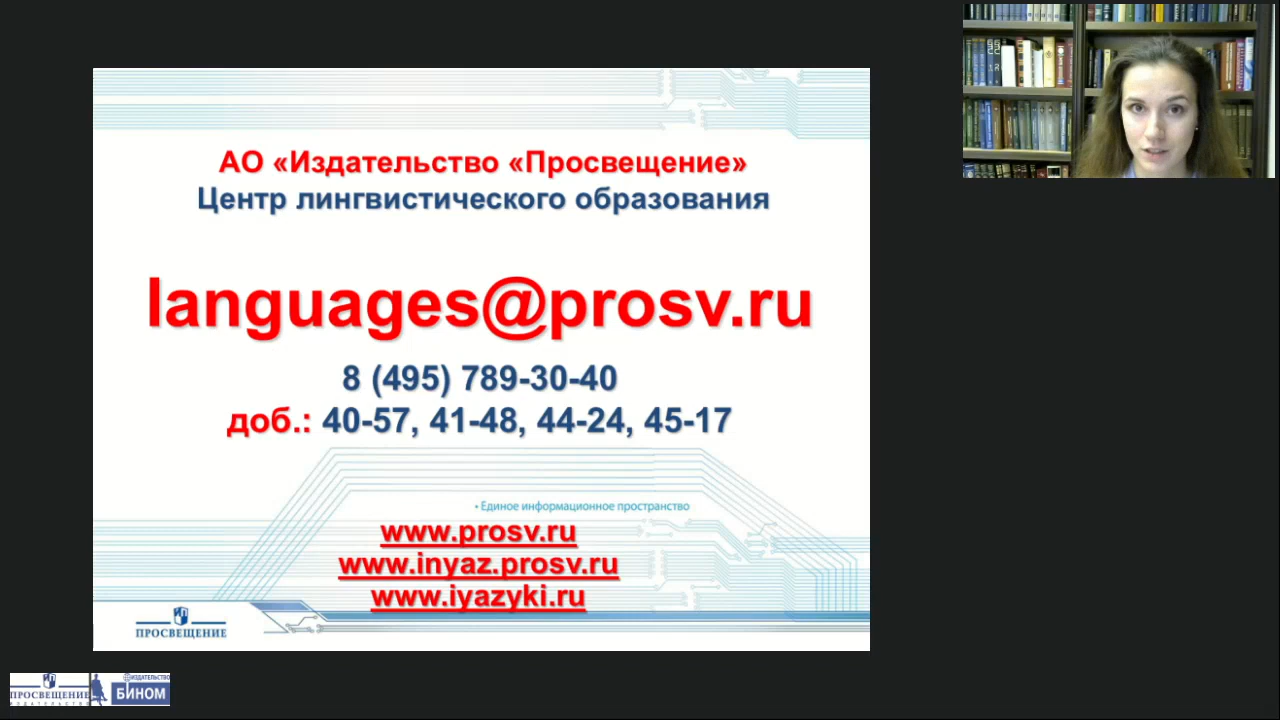 АО «Издательство «Просвещение»
Центр лингвистического образования
languages@prosv.ru
8 (495) 789-30-40
доб.: 40-57, 41-48, 44-24, 45-17
• Единое информационное пространство
www.prosv.ru
www.inyaz.prosv.ru
www.iyazyki.ru
ПРОСВЕЩЕНИЕ
ПРОСВЕЩЕНИЕ
ИЗДАТЕЛЬСТВО
ИЗДАТЕЛЬСТВО
БИНОМ